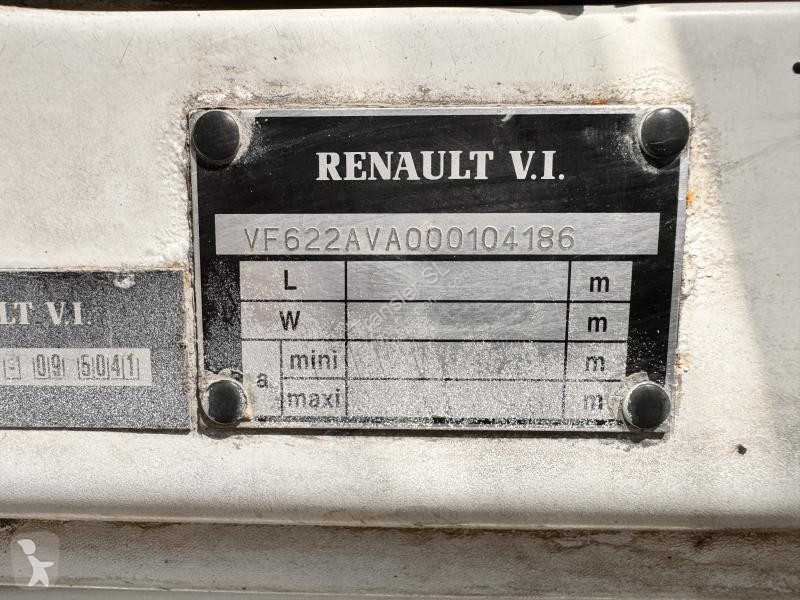 RENAULT V.I.
VF622AVA000104186
L m
W m
a mini m
maxi m
LT V.I.
09 5041